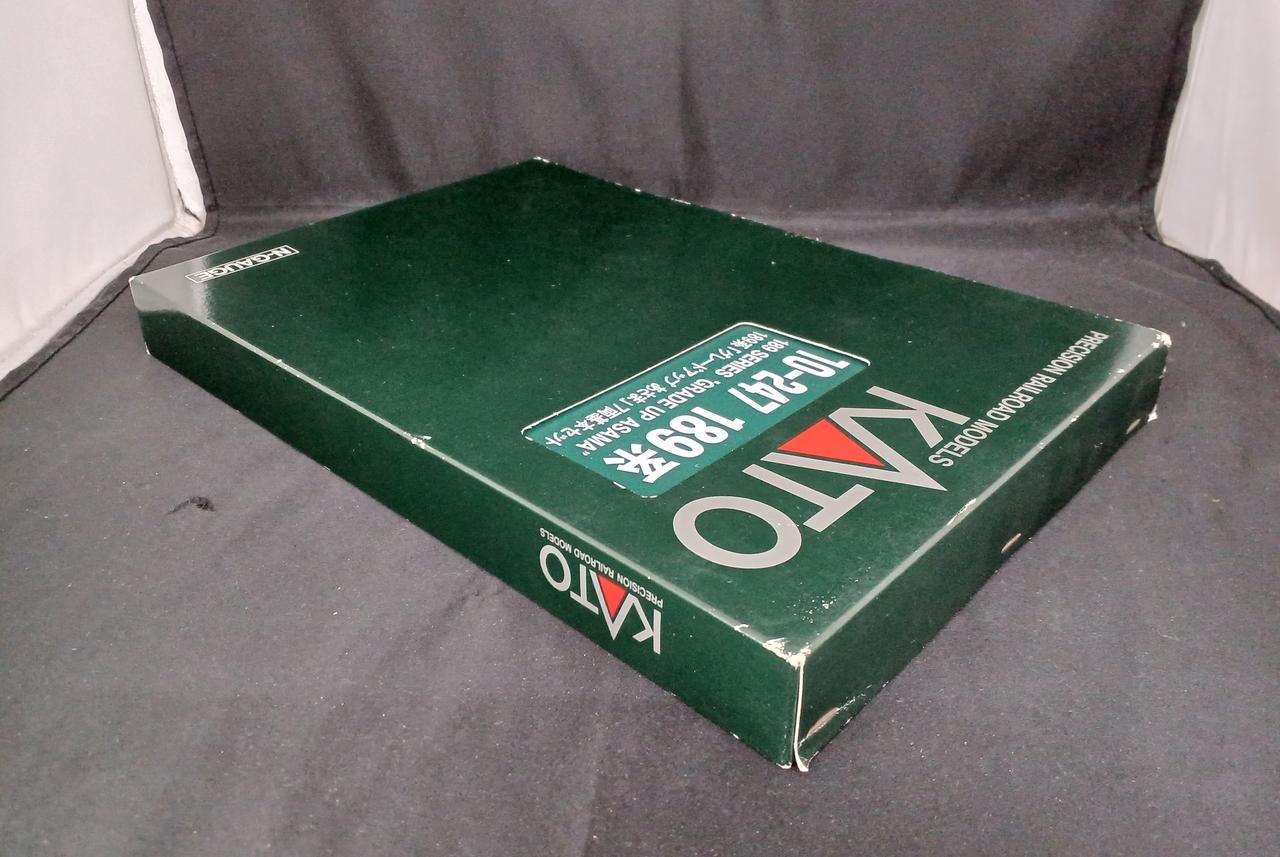 PRECISION RAILROAD MODELS
KATO
10-247 189系
189 SERIES "GRADE UP ASAMA"
189系「グレードアップ あさま」7両基本セット
N-GAUGE
KATO
PRECISION RAILROAD MODELS